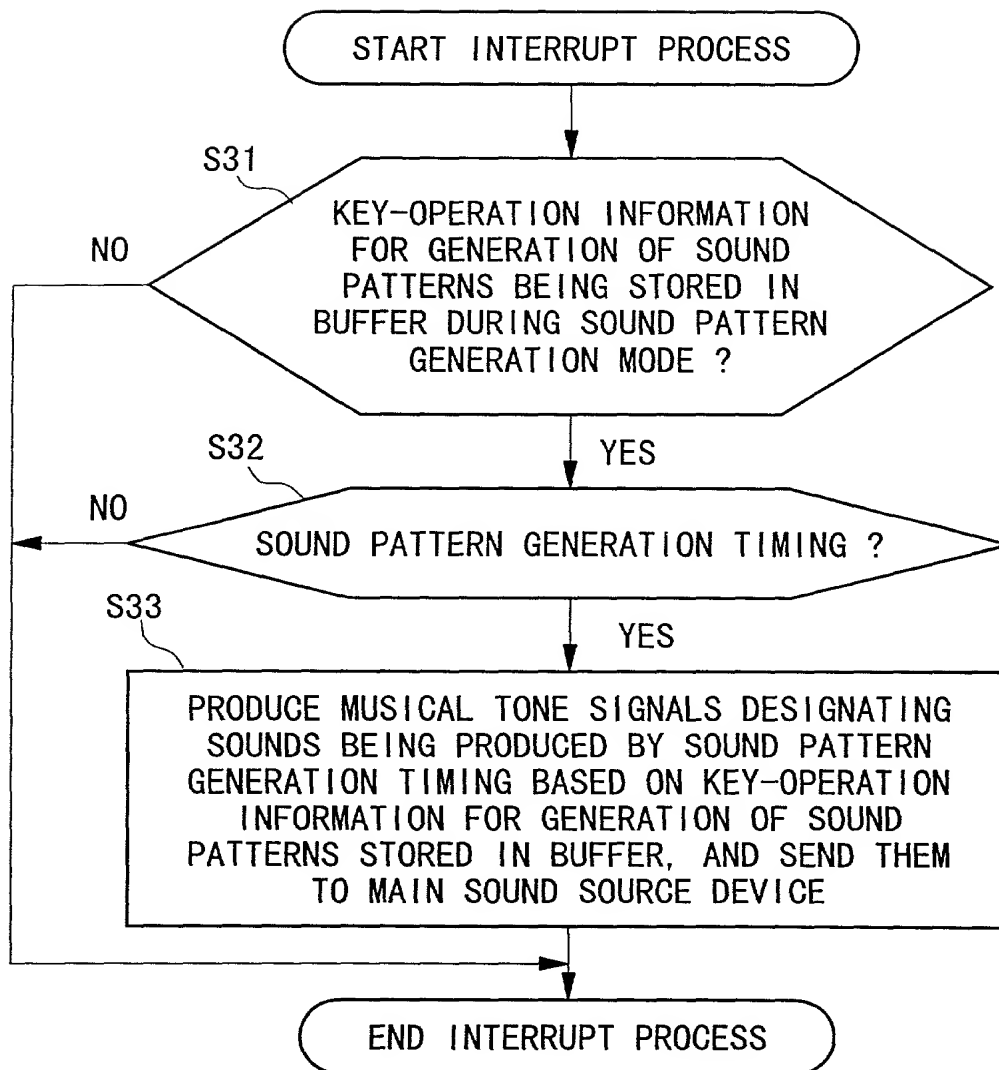 START INTERRUPT PROCESS
S31
NO
KEY-OPERATION INFORMATION
FOR GENERATION OF SOUND
PATTERNS BEING STORED IN
BUFFER DURING SOUND PATTERN
GENERATION MODE ?
YES
S32
NO
SOUND PATTERN GENERATION TIMING ?
YES
S33
PRODUCE MUSICAL TONE SIGNALS DESIGNATING
SOUNDS BEING PRODUCED BY SOUND PATTERN
GENERATION TIMING BASED ON KEY-OPERATION
INFORMATION FOR GENERATION OF SOUND
PATTERNS STORED IN BUFFER, AND SEND THEM
TO MAIN SOUND SOURCE DEVICE
END INTERRUPT PROCESS